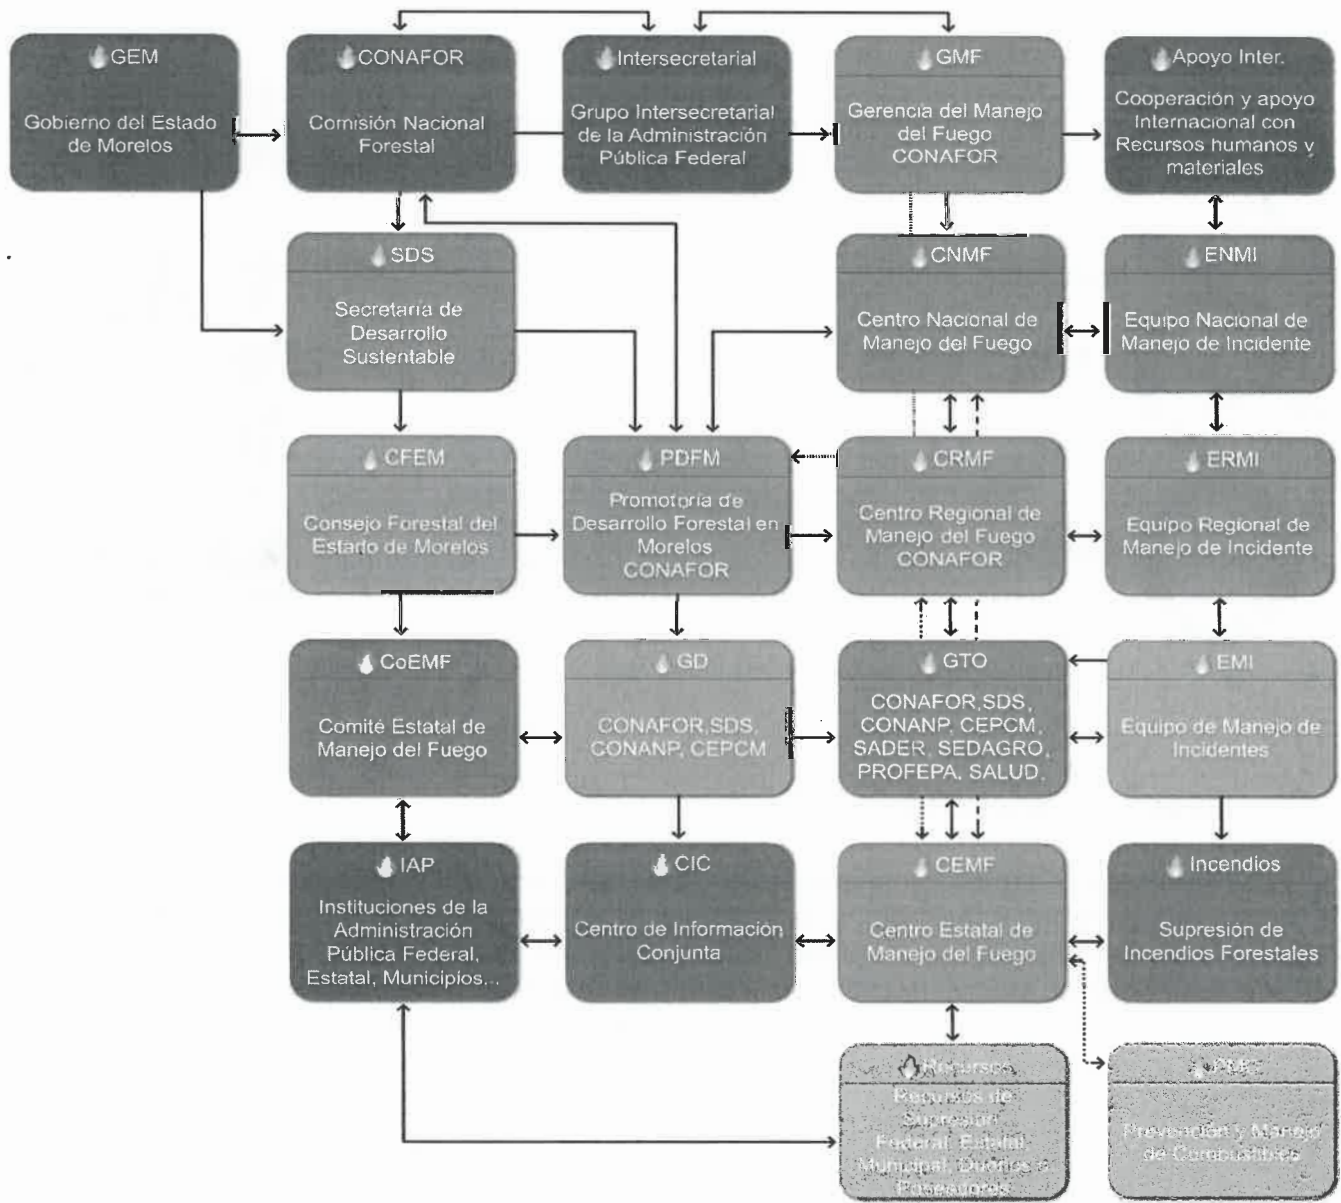 GEM
Gobierno del Estado
de Morelos
CONAFOR
Comisión Nacional
Forestal
Intersecretarial
Grupo Intersecretarial
de la Administración
Pública Federal
GMF
Gerencia del Manejo
del Fuego
CONAFOR
Apoyo Inter.
Cooperación y apoyo
Internacional con
Recursos humanos y
materiales
SDS
Secretaría de
Desarrollo
Sustentable
CNMF
Centro Nacional de
Manejo del Fuego
ENMI
Equipo Nacional de
Manejo de Incidente
CFEM
Consejo Forestal del
Estado de Morelos
PDFM
Promotoría de
Desarrollo Forestal en
Morelos
CONAFOR
CRMF
Centro Regional de
Manejo del Fuego
CONAFOR
ERMI
Equipo Regional de
Manejo de Incidente
CoEMF
Comité Estatal de
Manejo del Fuego
GD
CONAFOR,SDS,
CONANP, CEPCM
GTO
CONAFOR,SDS,
CONANP, CEPCM,
SADER, SEDAGRO,
PROFEPA, SALUD,
EMI
Equipo de Manejo de
Incidentes
IAP
Instituciones de la
Administración
Pública Federal,
Estatal, Municipios...
CIC
Centro de Información
Conjunta
CEMF
Centro Estatal de
Manejo del Fuego
Incendios
Supresión de
Incendios Forestales
Recursos
Recursos de
Supresión
Federal, Estatal,
Municipal, Dueños o
Poseedores
Prevención y Manejo
de Combustibles